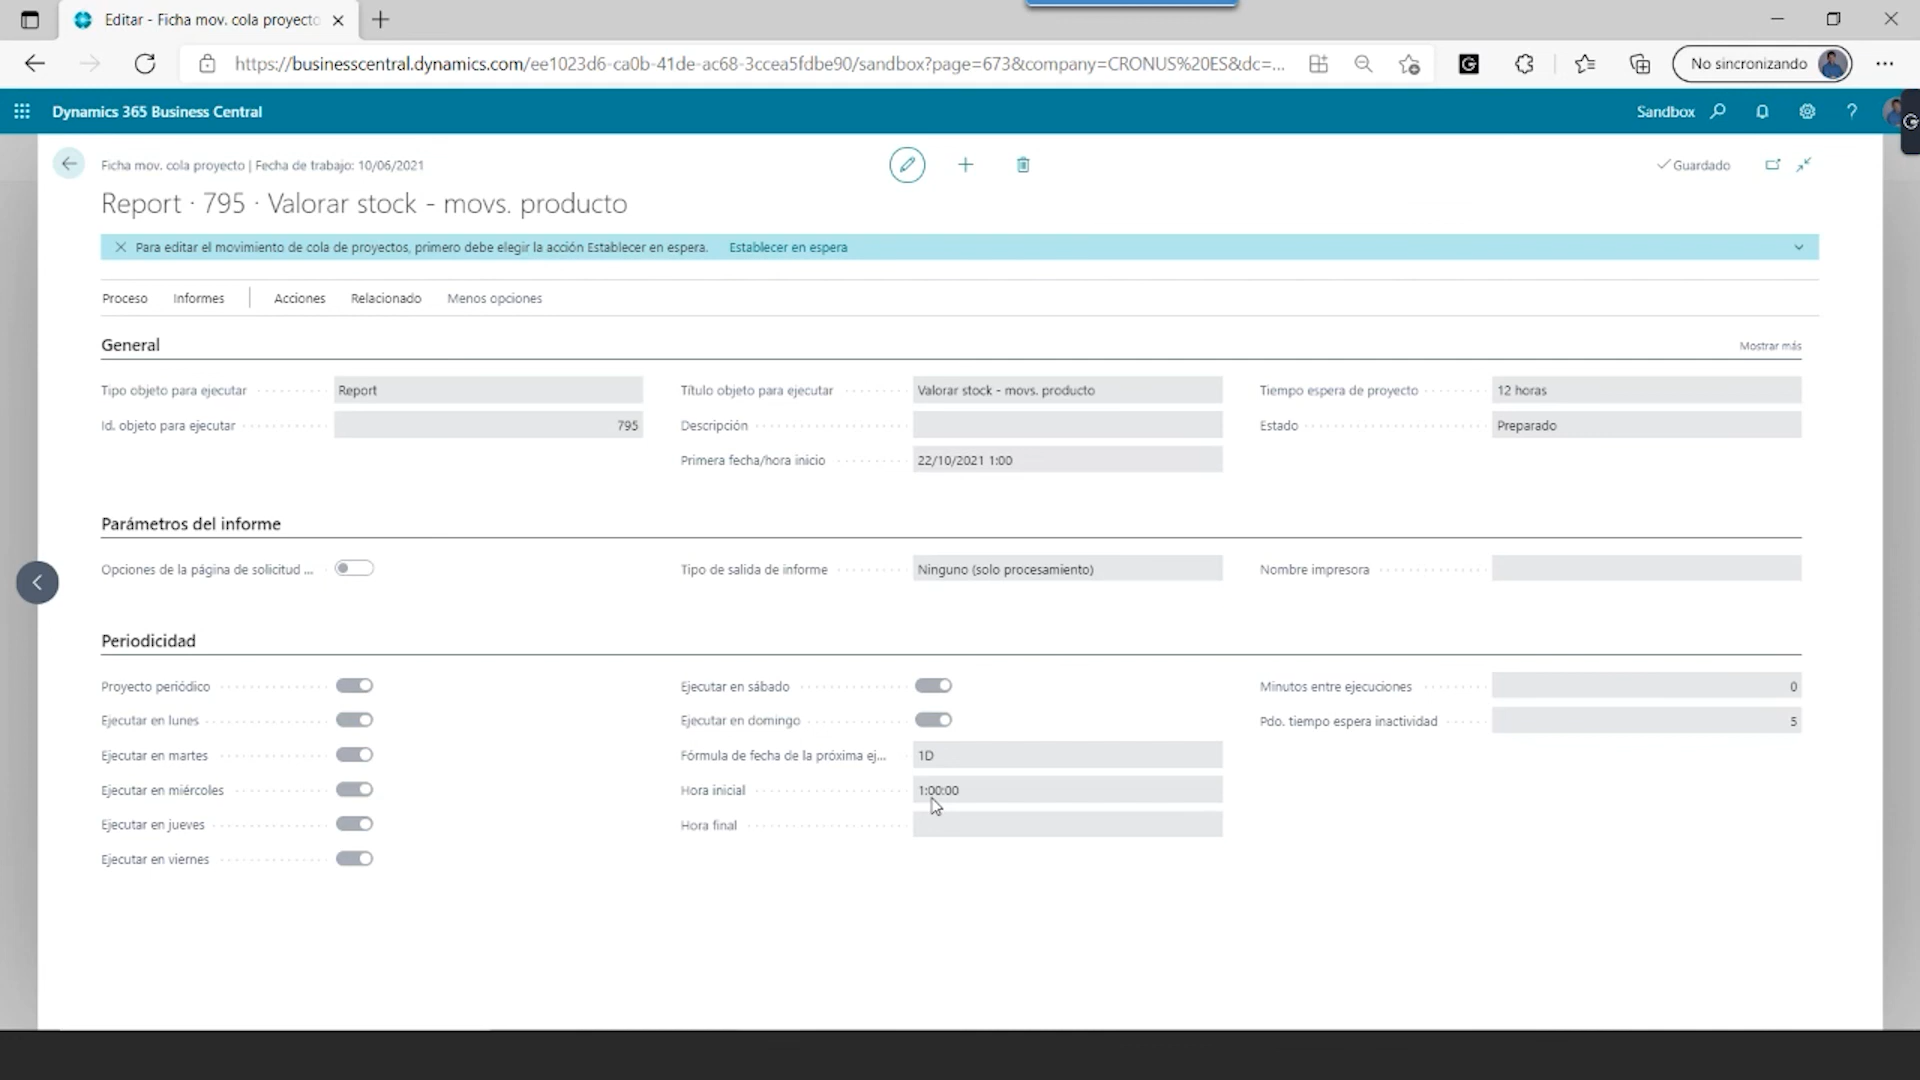 Editar - Ficha mov. cola proyecto
https://businesscentral.dynamics.com/ee1023d6-ca0b-41de-ac68-3ccea5fdbe90/sandbox?page=673&company=CRONUS%20ES&dc=...
No sincronizando
Dynamics 365 Business Central
Sandbox
Ficha mov. cola proyecto | Fecha de trabajo: 10/06/2021
Guardado
Report · 795 · Valorar stock - movs. producto
Para editar el movimiento de cola de proyectos, primero debe elegir la acción Establecer en espera. Establecer en espera
Proceso Informes Acciones Relacionado Menos opciones
General Mostrar más
Tipo objeto para ejecutar Report Título objeto para ejecutar Valorar stock - movs. producto Tiempo espera de proyecto 12 horas
Id. objeto para ejecutar 795 Descripción Estado Preparado
Primera fecha/hora inicio 22/10/2021 1:00
Parámetros del informe
Opciones de la página de solicitud ... Tipo de salida de informe Ninguno (solo procesamiento) Nombre impresora
Periodicidad
Proyecto periódico Ejecutar en sábado Minutos entre ejecuciones 0
Ejecutar en lunes Ejecutar en domingo Pdo. tiempo espera inactividad 5
Ejecutar en martes Fórmula de fecha de la próxima ej... 1D
Ejecutar en miércoles Hora inicial 1:00:00
Ejecutar en jueves Hora final
Ejecutar en viernes